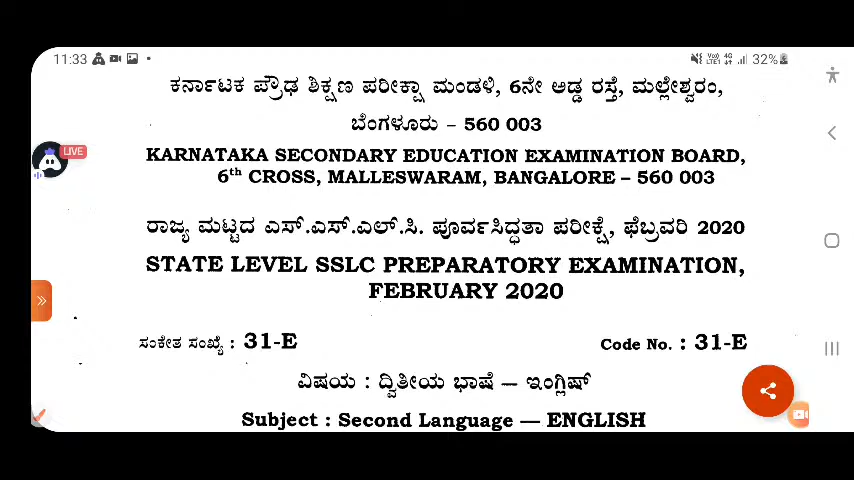 11:33
32%
ಕರ್ನಾಟಕ ಪ್ರೌಢ ಶಿಕ್ಷಣ ಪರೀಕ್ಷಾ ಮಂಡಳಿ, 6ನೇ ಅಡ್ಡ ರಸ್ತೆ, ಮಲ್ಲೇಶ್ವರಂ,
ಬೆಂಗಳೂರು – 560 003
LIVE
KARNATAKA SECONDARY EDUCATION EXAMINATION BOARD,
6th CROSS, MALLESWARAM, BANGALORE – 560 003
ರಾಜ್ಯ ಮಟ್ಟದ ಎಸ್.ಎಸ್.ಎಲ್.ಸಿ. ಪೂರ್ವಸಿದ್ಧತಾ ಪರೀಕ್ಷೆ, ಫೆಬ್ರವರಿ 2020
STATE LEVEL SSLC PREPARATORY EXAMINATION,
FEBRUARY 2020
ಸಂಕೇತ ಸಂಖ್ಯೆ : 31-E Code No. : 31-E
ವಿಷಯ : ದ್ವಿತೀಯ ಭಾಷೆ — ಇಂಗ್ಲಿಷ್
Subject : Second Language — ENGLISH